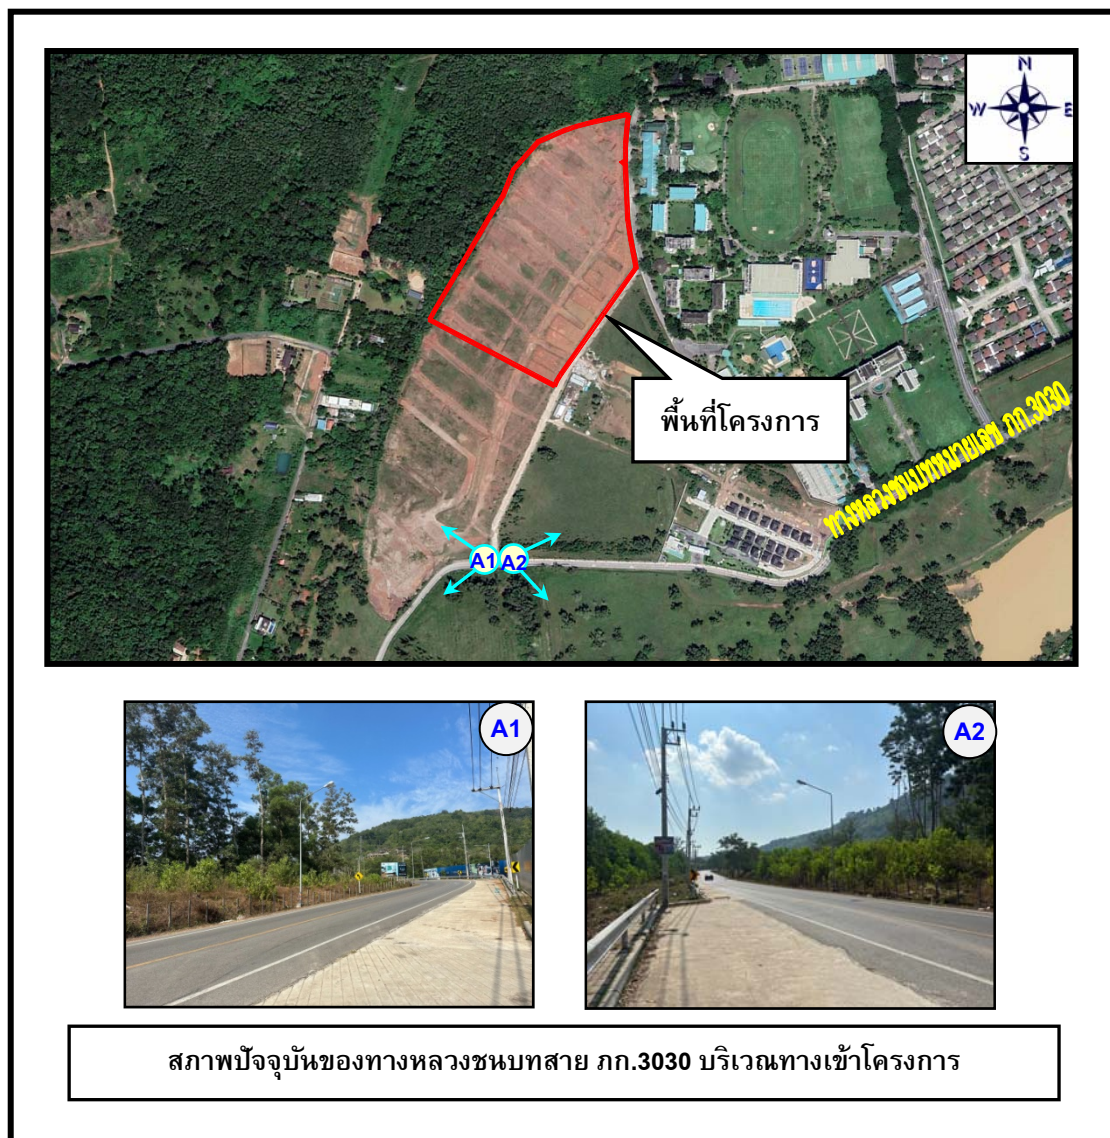 N
W E
S
พื้นที่โครงการ
ทางหลวงชนบทหมายเลข ภก.3030
A1 A2
A1
A2
สภาพปัจจุบันของทางหลวงชนบทสาย ภก.3030 บริเวณทางเข้าโครงการ